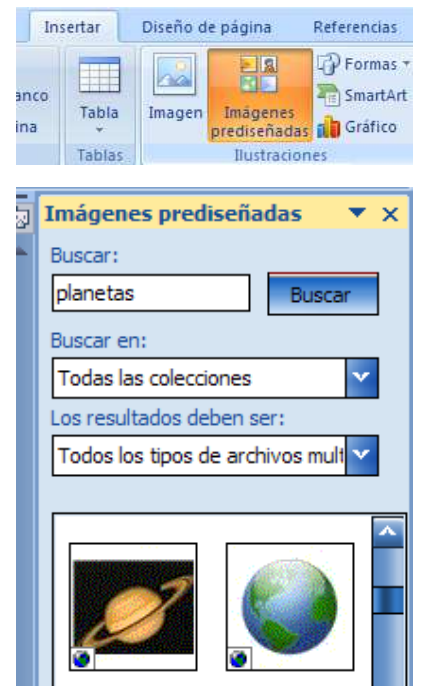 Insertar Diseño de página Referencias
anco
ina
Tabla
Tablas
Imagen
Imágenes
prediseñadas
Formas
SmartArt
Gráfico
Ilustraciones
Imágenes prediseñadas
Buscar:
planetas Buscar
Buscar en:
Todas las colecciones
Los resultados deben ser:
Todos los tipos de archivos mult